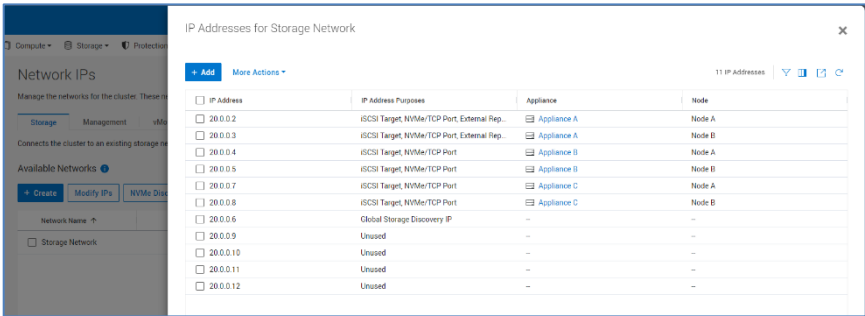 IP Addresses for Storage Network
Compute Storage Protection
Network IPs
Manage the networks for the cluster. These ne
Storage Management vMo
Connects the cluster to an existing storage ne
Available Networks
+ Create Modify IPs NVMe Disc
Network Name ↑
Storage Network
+ Add More Actions 11 IP Addresses
IP Address IP Address Purposes Appliance Node
20.0.0.2 iSCSI Target, NVMe/TCP Port, External Rep... Appliance A Node A
20.0.0.3 iSCSI Target, NVMe/TCP Port, External Rep... Appliance A Node B
20.0.0.4 iSCSI Target, NVMe/TCP Port Appliance B Node A
20.0.0.5 iSCSI Target, NVMe/TCP Port Appliance B Node B
20.0.0.7 iSCSI Target, NVMe/TCP Port Appliance C Node A
20.0.0.8 iSCSI Target, NVMe/TCP Port Appliance C Node B
20.0.0.6 Global Storage Discovery IP -- --
20.0.0.9 Unused -- --
20.0.0.10 Unused -- --
20.0.0.11 Unused -- --
20.0.0.12 Unused -- --